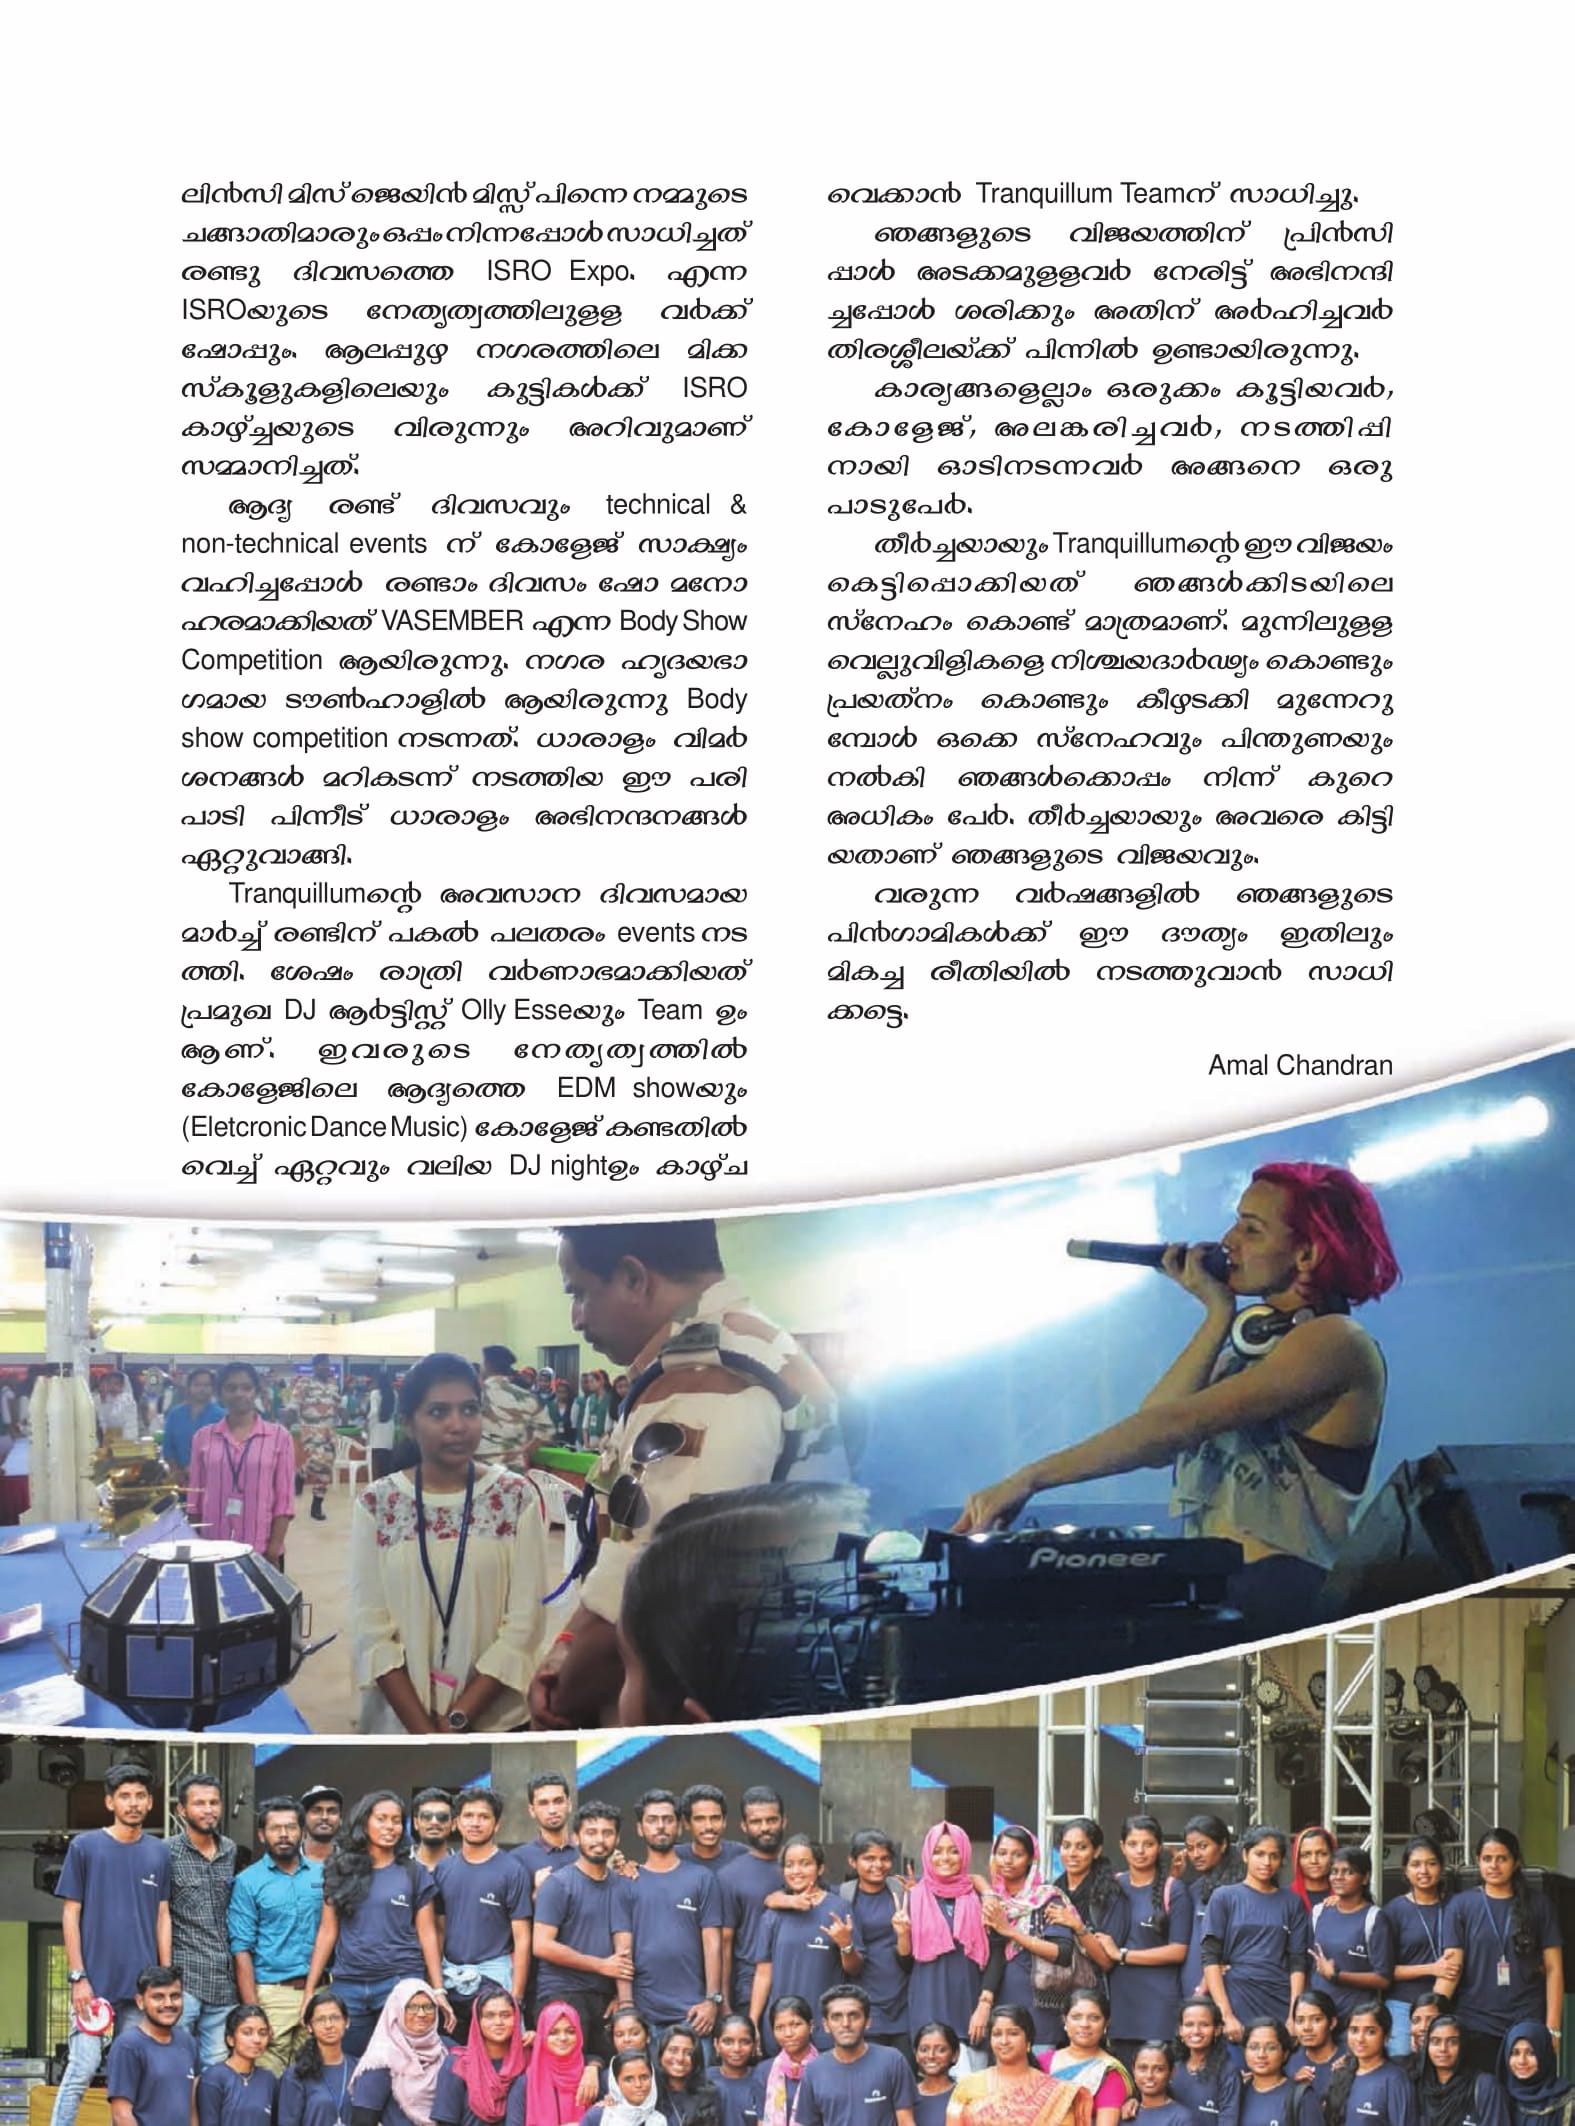 ലിൻസി മിസ് ജെയിൻ മിസ്സ് പിന്നെ നമ്മുടെ
ചങ്ങാതിമാരും ഒപ്പം നിന്നപ്പോൾ സാധിച്ചത്
രണ്ടു ദിവസത്തെ ISRO Expo. എന്ന
ISROയുടെ നേതൃത്വത്തിലുള്ള വർക്ക്
ഷോപ്പും. ആലപ്പുഴ നഗരത്തിലെ മിക്ക
സ്കൂളുകളിലെയും കുട്ടികൾക്ക് ISRO
കാഴ്ച്ചയുടെ വിരുന്നും അറിവുമാണ്
സമ്മാനിച്ചത്.
ആദ്യ രണ്ട് ദിവസവും technical &
non-technical events ന് കോളേജ് സാക്ഷ്യം
വഹിച്ചപ്പോൾ രണ്ടാം ദിവസം ഷോ മനോ
ഹരമാക്കിയത് VASEMBER എന്ന Body Show
Competition ആയിരുന്നു. നഗര ഹൃദയഭാ
ഗമായ ടൗൺഹാളിൽ ആയിരുന്നു Body
show competition നടന്നത്. ധാരാളം വിമർ
ശനങ്ങൾ മറികടന്ന് നടത്തിയ ഈ പരി
പാടി പിന്നീട് ധാരാളം അഭിനന്ദനങ്ങൾ
ഏറ്റുവാങ്ങി.
Tranquillumന്റെ അവസാന ദിവസമായ
മാർച്ച് രണ്ടിന് പകൽ പലതരം events നട
ത്തി. ശേഷം രാത്രി വർണാഭമാക്കിയത്
പ്രമുഖ DJ ആർട്ടിസ്റ്റ് Olly Esseയും Team ഉം
ആണ്. ഇവരുടെ നേതൃത്വത്തിൽ
കോളേജിലെ ആദ്യത്തെ EDM showയും
(Eletcronic Dance Music) കോളേജ് കണ്ടതിൽ
വെച്ച് ഏറ്റവും വലിയ DJ nightഉം കാഴ്ച
വെക്കാൻ Tranquillum Teamന് സാധിച്ചു.
ഞങ്ങളുടെ വിജയത്തിന് പ്രിൻസി
പ്പാൾ അടക്കമുള്ളവർ നേരിട്ട് അഭിനന്ദി
ച്ചപ്പോൾ ശരിക്കും അതിന് അർഹിച്ചവർ
തിരശ്ശീലയ്ക്ക് പിന്നിൽ ഉണ്ടായിരുന്നു.
കാര്യങ്ങളെല്ലാം ഒരുക്കം കൂട്ടിയവർ,
കോളേജ്, അലങ്കരിച്ചവർ, നടത്തിപ്പി
നായി ഓടിനടന്നവർ അങ്ങനെ ഒരു
പാടുപേർ.
തീർച്ചയായും Tranquillumന്റെ ഈ വിജയം
കെട്ടിപ്പൊക്കിയത് ഞങ്ങൾക്കിടയിലെ
സ്നേഹം കൊണ്ട് മാത്രമാണ്. മുന്നിലുള്ള
വെല്ലുവിളികളെ നിശ്ചയദാർഢ്യം കൊണ്ടും
പ്രയത്നം കൊണ്ടും കീഴടക്കി മുന്നേറു
മ്പോൾ ഒക്കെ സ്നേഹവും പിന്തുണയും
നൽകി ഞങ്ങൾക്കൊപ്പം നിന്ന് കുറെ
അധികം പേർ. തീർച്ചയായും അവരെ കിട്ടി
യതാണ് ഞങ്ങളുടെ വിജയവും.
വരുന്ന വർഷങ്ങളിൽ ഞങ്ങളുടെ
പിൻഗാമികൾക്ക് ഈ ദൗത്യം ഇതിലും
മികച്ച രീതിയിൽ നടത്തുവാൻ സാധി
ക്കട്ടെ.
Amal Chandran
Pioneer